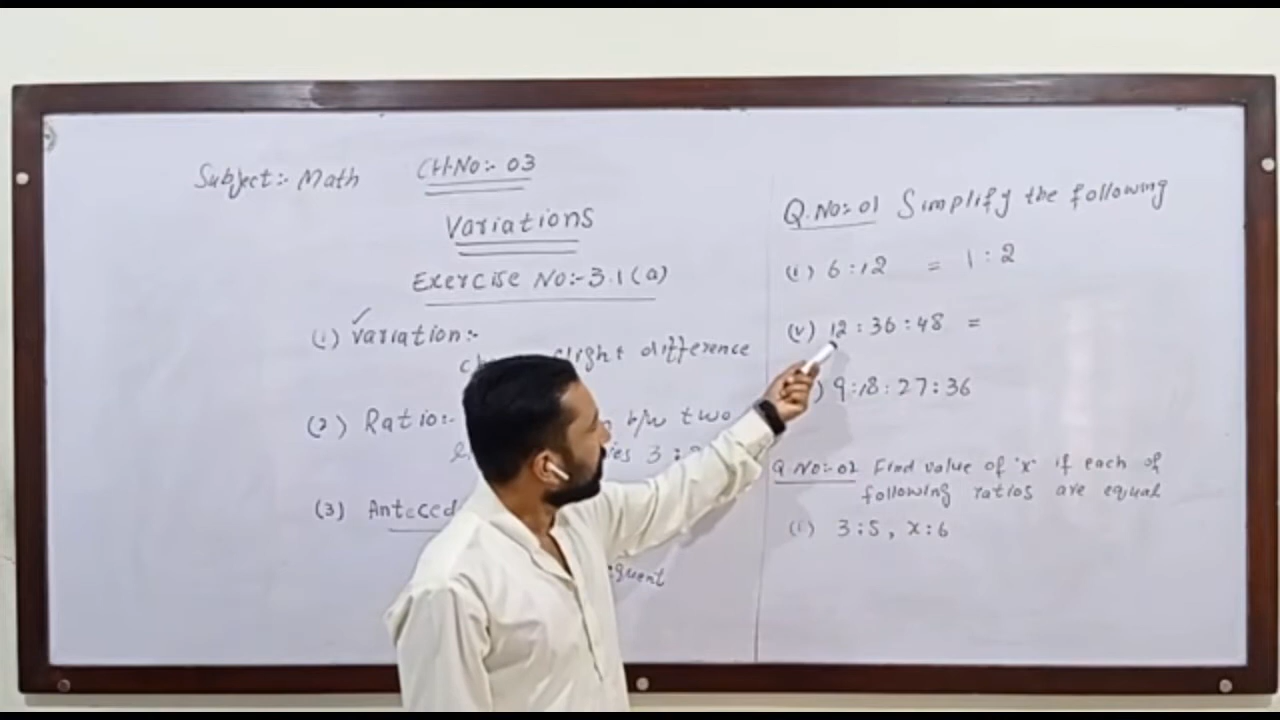 Subject:- Math CH.No:- 03
Variations
Exercise No:- 3.1(a)
(1) Variation:-
slight difference
(2) Ratio:- b/w two
3 :
(3) Anteced
quent
Q.No:- 01 Simplify the following
(i) 6:12 = 1:2
(v) 12:36:48 =
) 9:18:27:36
Q No:- 02 Find value of 'x' if each of
following ratios are equal
(i) 3:5, x:6